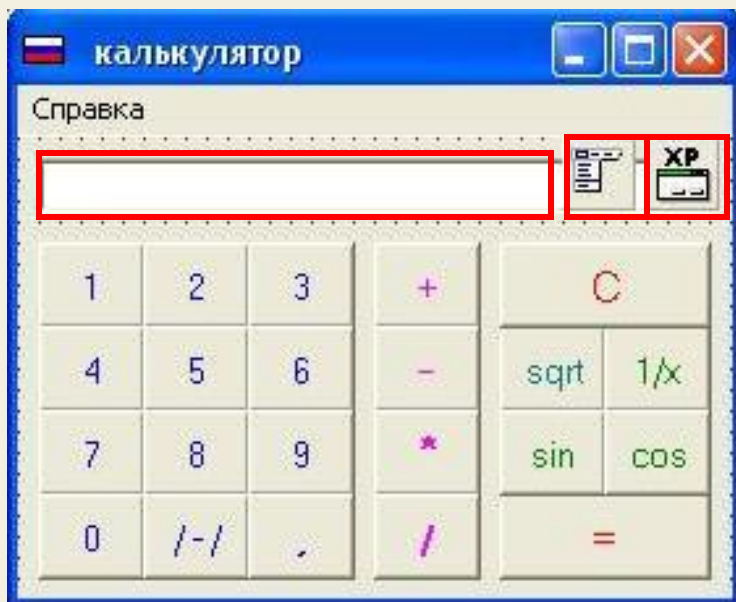 калькулятор
Справка
XP
1 2 3 + C
4 5 6 - sqrt 1/x
7 8 9 * sin cos
0 /-/ , / =